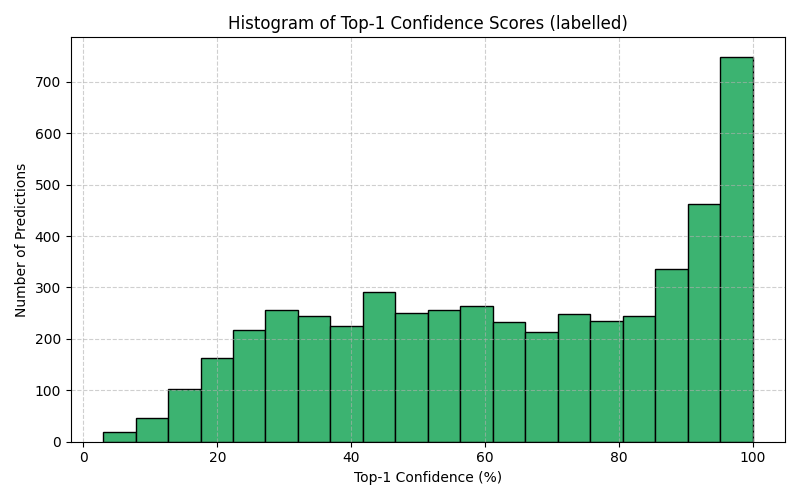 Histogram of Top-1 Confidence Scores (labelled)
Number of Predictions
700
600
500
400
300
200
100
0
0 20 40 60 80 100
Top-1 Confidence (%)